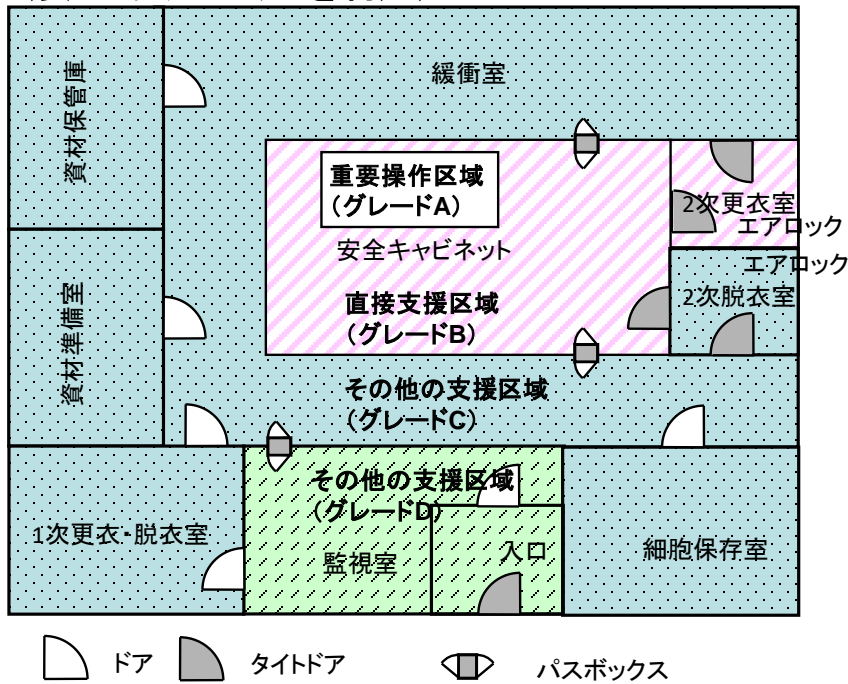 緩衝室
資材保管庫
重要操作区域
（グレードA）
2次更衣室
エアロック
安全キャビネット
エアロック
2次脱衣室
直接支援区域
（グレードB）
資材準備室
その他の支援区域
（グレードC）
その他の支援区域
（グレードD）
1次更衣・脱衣室
監視室
入口
細胞保存室
ドア
タイトドア
パスボックス